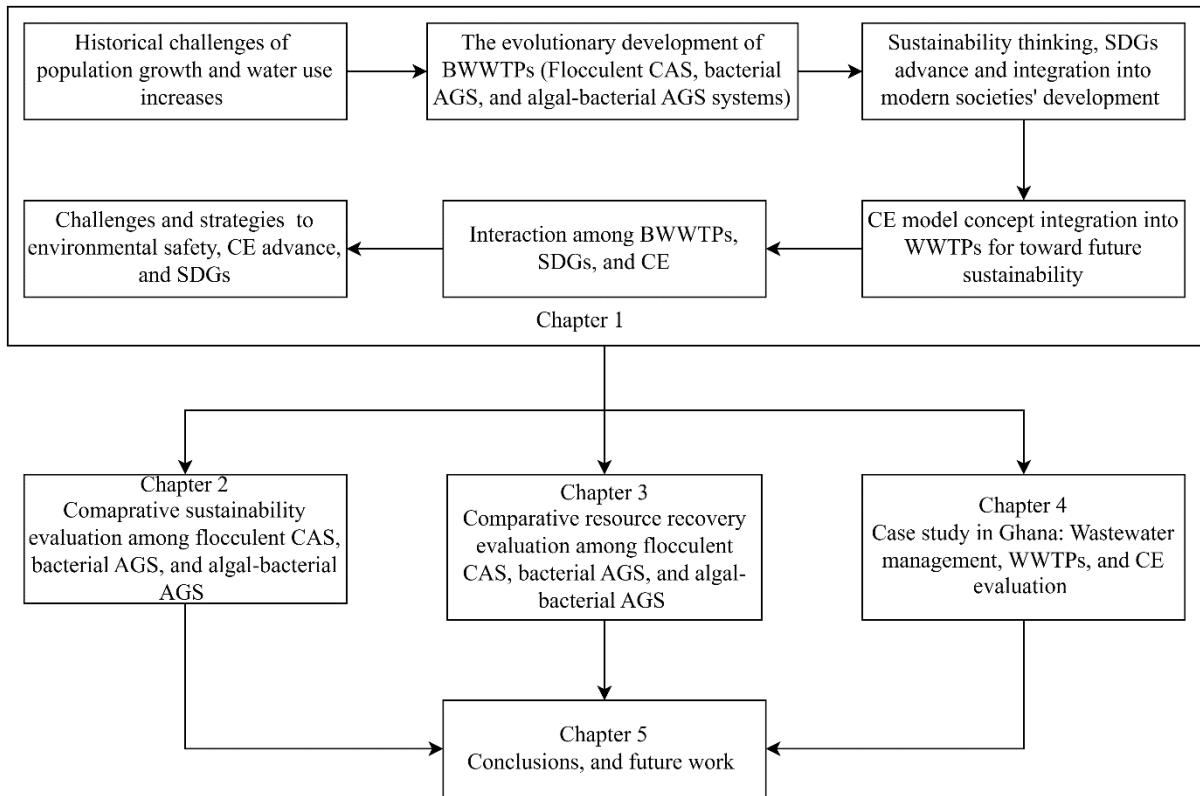 Historical challenges of
population growth and water use
increases
The evolutionary development of
BWWTPs (Flocculent CAS, bacterial
AGS, and algal-bacterial AGS systems)
Sustainability thinking, SDGs
advance and integration into
modern societies' development
CE model concept integration into
WWTPs for toward future
sustainability
Interaction among BWWTPs,
SDGs, and CE
Challenges and strategies to
environmental safety, CE advance,
and SDGs
Chapter 1
Chapter 2
Comaprative sustainability
evaluation among flocculent CAS,
bacterial AGS, and algal-bacterial
AGS
Chapter 3
Comparative resource recovery
evaluation among flocculent
CAS, bacterial AGS, and algal-
bacterial AGS
Chapter 4
Case study in Ghana: Wastewater
management, WWTPs, and CE
evaluation
Chapter 5
Conclusions, and future work